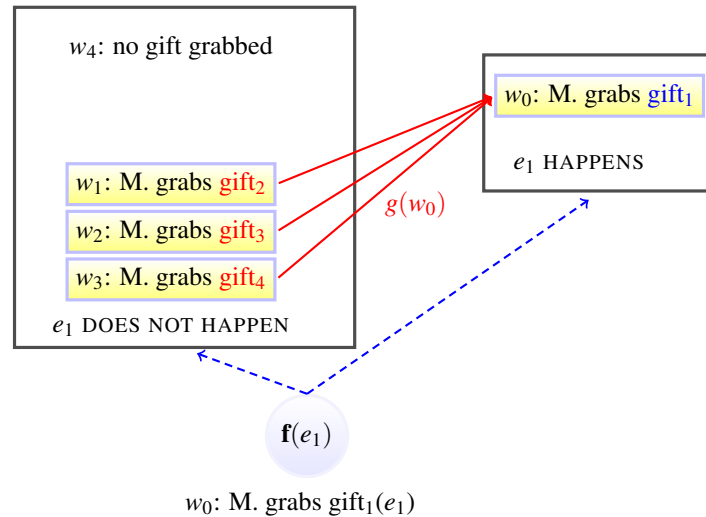 w₄: no gift grabbed
w₀: M. grabs gift₁
e₁ HAPPENS
w₁: M. grabs gift₂
g(w₀)
w₂: M. grabs gift₃
w₃: M. grabs gift₄
e₁ DOES NOT HAPPEN
f(e₁)
w₀: M. grabs gift₁(e₁)